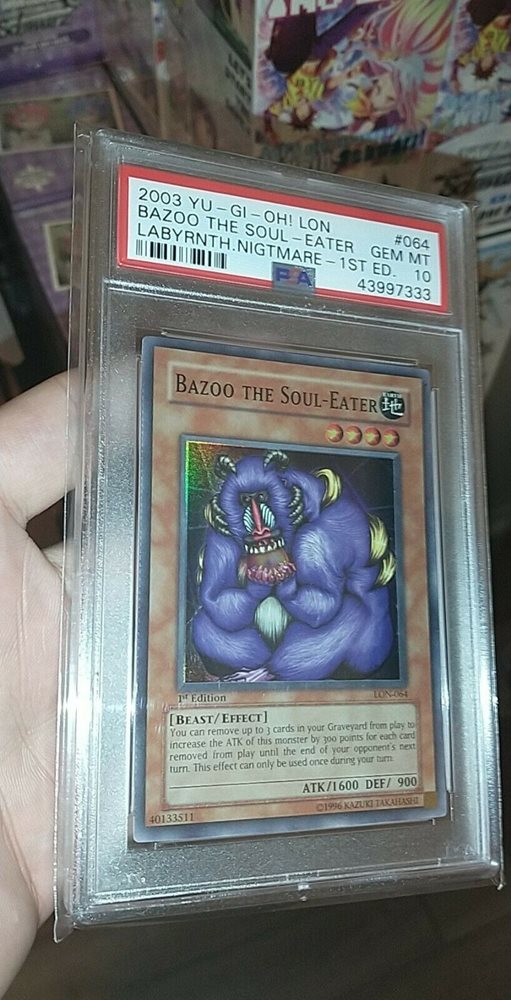 2003 YU-GI-OH! LON #064
BAZOO THE SOUL-EATER GEM MT
LABYRNTH.NIGTMARE-1ST ED. 10
PSA 43997333
BAZOO THE SOUL-EATER
EARTH
地
1st Edition LON-064
[BEAST/EFFECT]
You can remove up to 3 cards in your Graveyard from play to
increase the ATK of this monster by 300 points for each card
removed from play until the end of your opponent's next
turn. This effect can only be used once during your turn.
ATK/1600 DEF/ 900
40133511 ©1996 KAZUKI TAKAHASHI